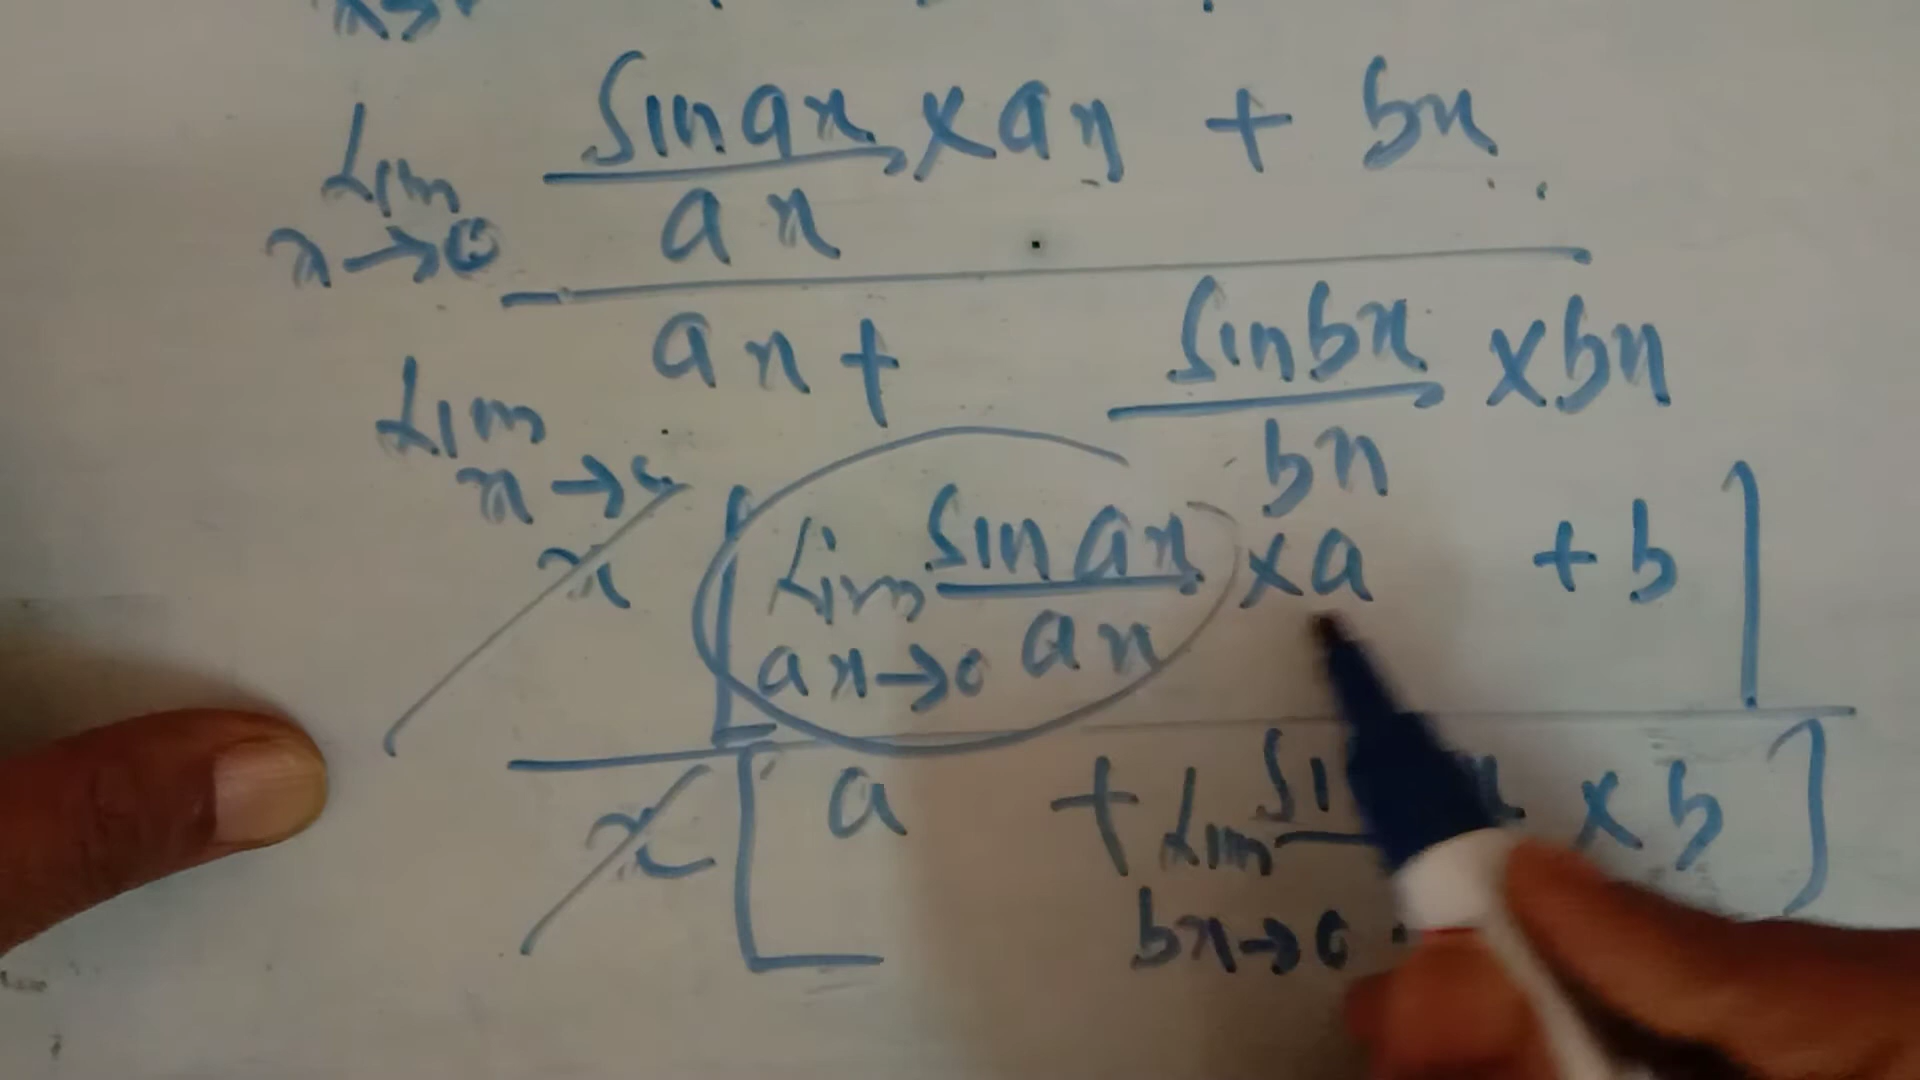 Lim sin ax × ax + bx
x→0 ax
ax + sin bx × bx
bx
Lim
x→0
x [ Lim sin ax × a + b ]
ax→0 ax
x [ a + Lim × b ]
bx→0